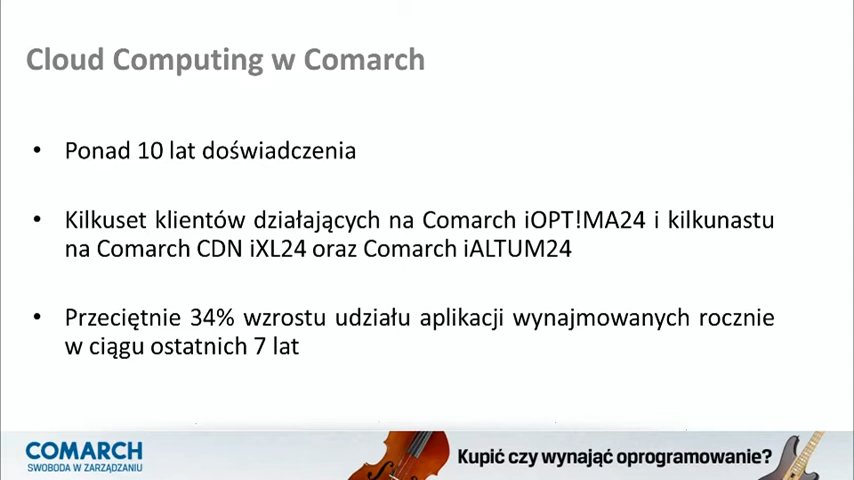 Cloud Computing w Comarch
• Ponad 10 lat doświadczenia
• Kilkuset klientów działających na Comarch iOPT!MA24 i kilkunastu
na Comarch CDN iXL24 oraz Comarch iALTUM24
• Przeciętnie 34% wzrostu udziału aplikacji wynajmowanych rocznie
w ciągu ostatnich 7 lat
COMARCH
SWOBODA W ZARZĄDZANIU
Kupić czy wynająć oprogramowanie?